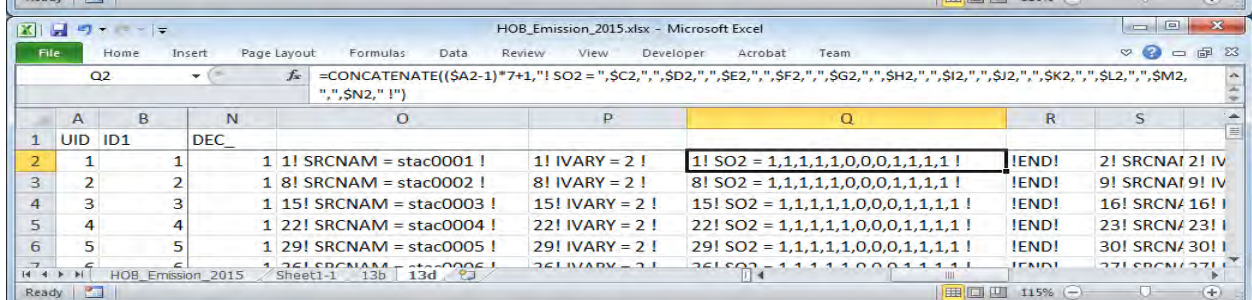 HOB_Emission_2015.xlsx - Microsoft Excel
File Home Insert Page Layout Formulas Data Review View Developer Acrobat Team
Q2 fx =CONCATENATE(($A2-1)*7+1,"! SO2 = ",$C2,",",$D2,",",$E2,",",$F2,",",$G2,",",$H2,",",$I2,",",$J2,",",$K2,",",$L2,",",$M2,
",",$N2," !")
A B N O P Q R S
1 UID ID1 DEC_
2 1 1 1 1! SRCNAM = stac0001 ! 1! IVARY = 2 ! 1! SO2 = 1,1,1,1,1,0,0,0,1,1,1,1 ! !END! 2! SRCNAM 2! IV
3 2 2 1 8! SRCNAM = stac0002 ! 8! IVARY = 2 ! 8! SO2 = 1,1,1,1,1,0,0,0,1,1,1,1 ! !END! 9! SRCNAM 9! IV
4 3 3 1 15! SRCNAM = stac0003 ! 15! IVARY = 2 ! 15! SO2 = 1,1,1,1,1,0,0,0,1,1,1,1 ! !END! 16! SRCNA 16! I
5 4 4 1 22! SRCNAM = stac0004 ! 22! IVARY = 2 ! 22! SO2 = 1,1,1,1,1,0,0,0,1,1,1,1 ! !END! 23! SRCNA 23! I
6 5 5 1 29! SRCNAM = stac0005 ! 29! IVARY = 2 ! 29! SO2 = 1,1,1,1,1,0,0,0,1,1,1,1 ! !END! 30! SRCNA 30! I
HOB_Emission_2015 Sheet1-1 13b 13d
Ready 115%